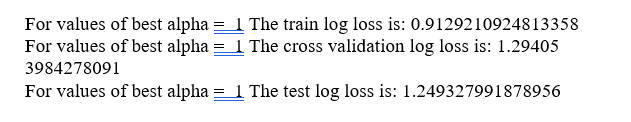 For values of best alpha =  1 The train log loss is: 0.9129210924813358
For values of best alpha =  1 The cross validation log loss is: 1.29405
3984278091
For values of best alpha =  1 The test log loss is: 1.249327991878956